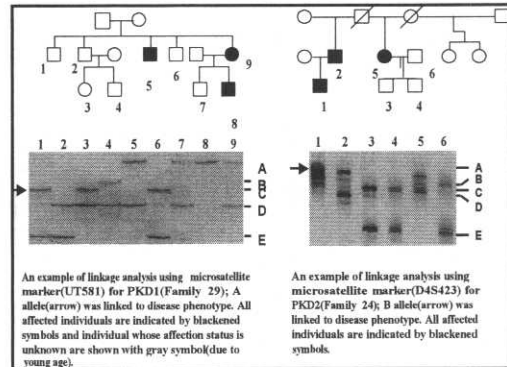 1 2 5 6 9
3 4 7
8
2 5 6
1 3 4
1 2 3 4 5 6 7 8 9
A
B
C
D
E
1 2 3 4 5 6
A
B
C
D
E
An example of linkage analysis using microsatellite
marker(UT581) for PKD1(Family 29); A
allele(arrow) was linked to disease phenotype. All
affected individuals are indicated by blackened
symbols and individual whose affection status is
unknown are shown with gray symbol(due to
young age).
An example of linkage analysis using
microsatellite marker(D4S423) for
PKD2(Family 24); B allele(arrow) was
linked to disease phenotype. All affected
individuals are indicated by blackened
symbols.